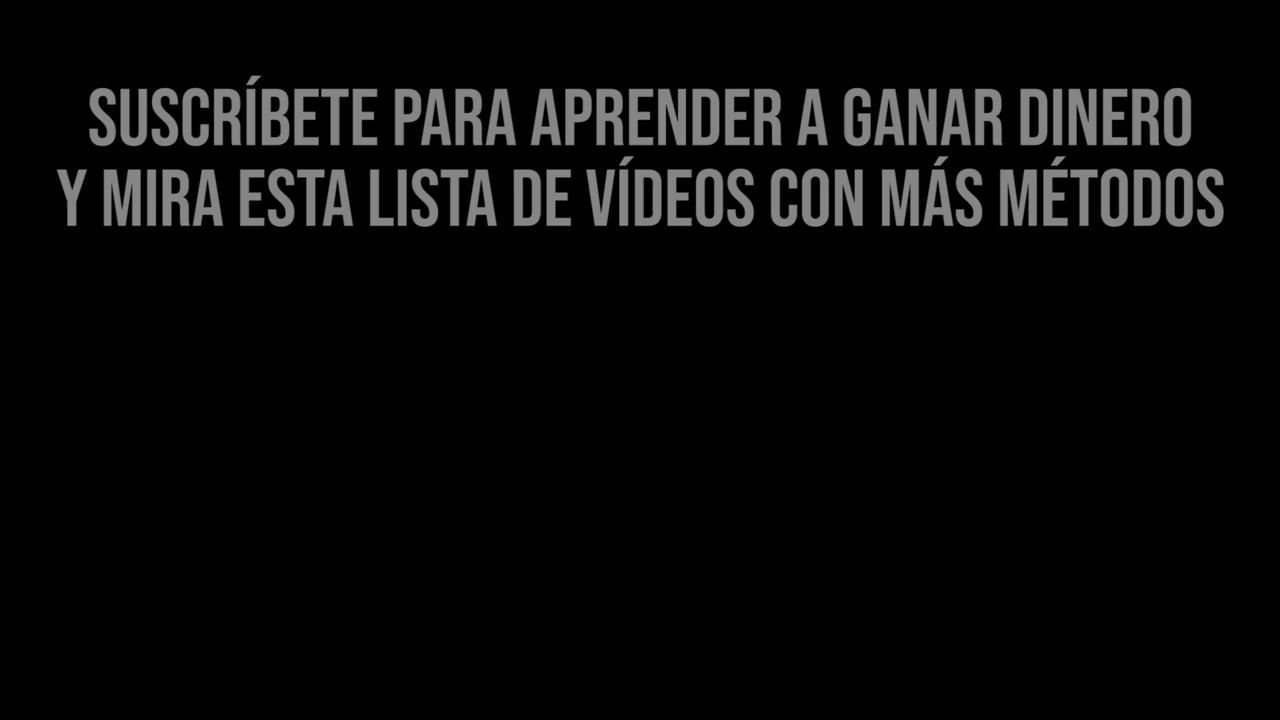 SUSCRÍBETE PARA APRENDER A GANAR DINERO
Y MIRA ESTA LISTA DE VÍDEOS CON MÁS MÉTODOS